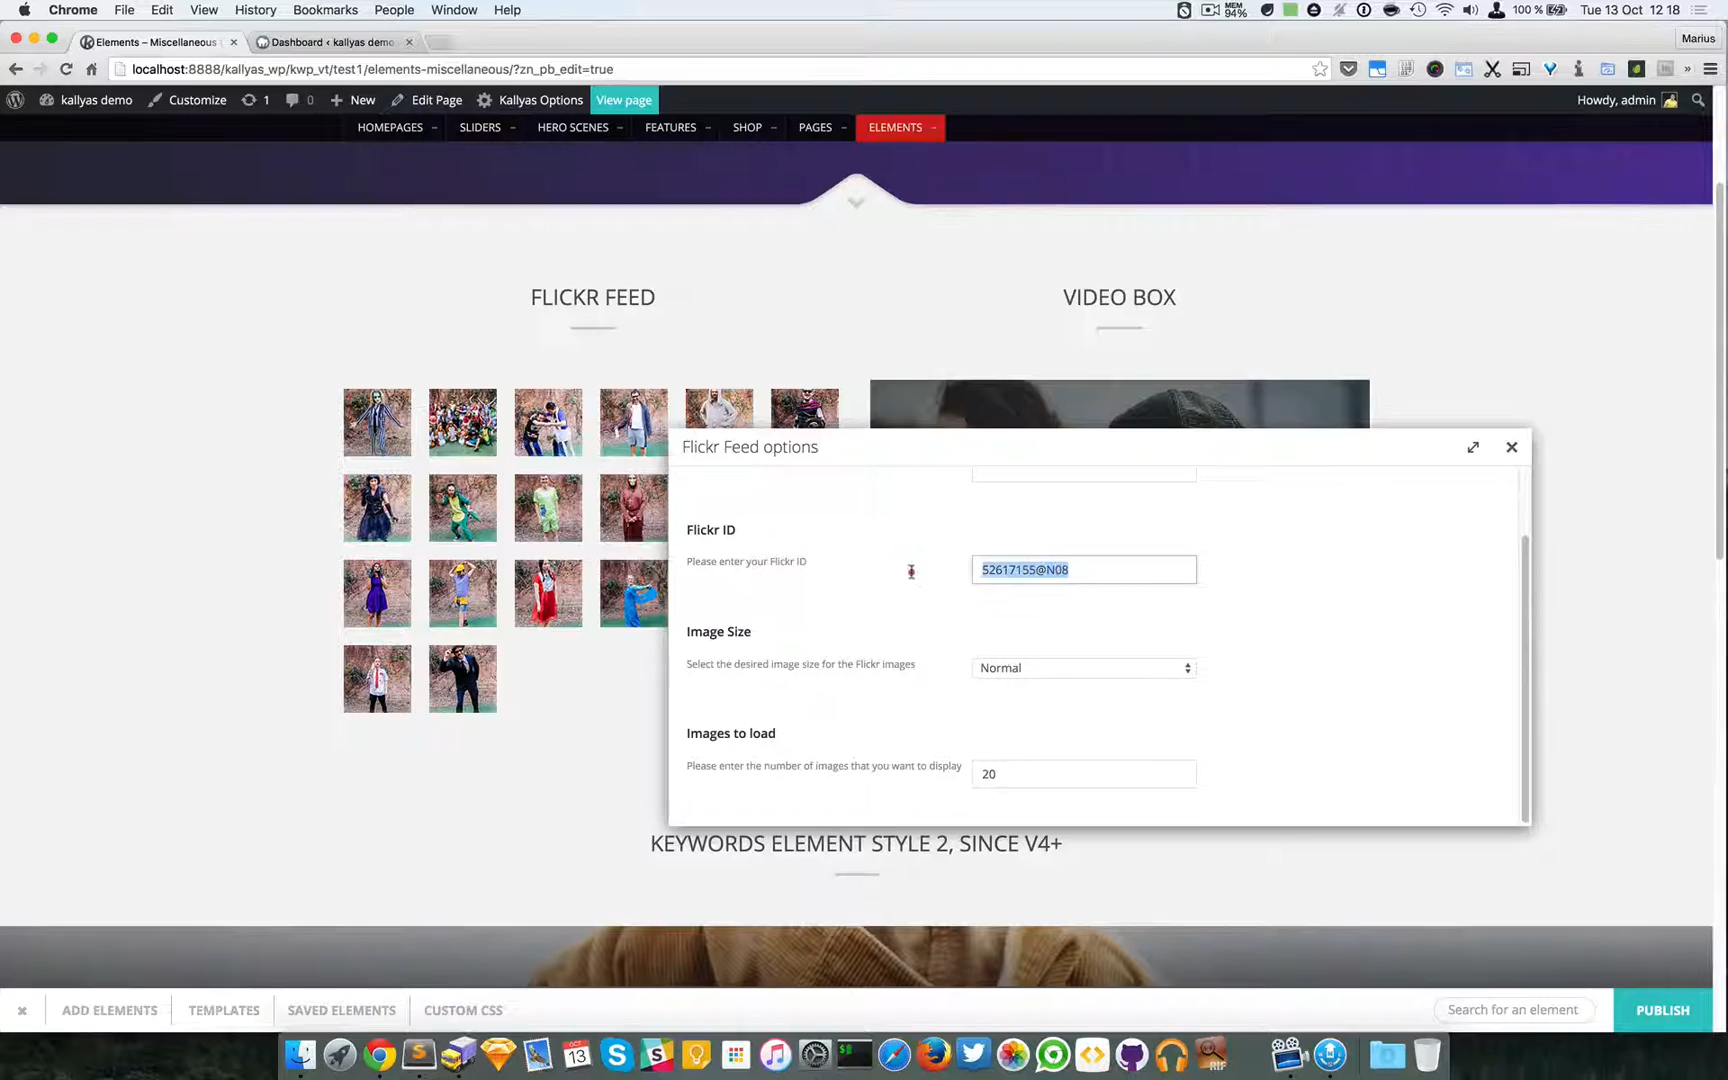 Chrome File Edit View History Bookmarks People Window Help MEM 94% 100 % Tue 13 Oct 12 18
Elements – Miscellaneous Dashboard ‹ kallyas demo Marius
localhost:8888/kallyas_wp/kwp_vt/test1/elements-miscellaneous/?zn_pb_edit=true
kallyas demo Customize 1 0 New Edit Page Kallyas Options View page Howdy, admin
HOMEPAGES SLIDERS HERO SCENES FEATURES SHOP PAGES ELEMENTS
FLICKR FEED VIDEO BOX
Flickr Feed options
Flickr ID
Please enter your Flickr ID 52617155@N08
Image Size
Select the desired image size for the Flickr images Normal
Images to load
Please enter the number of images that you want to display 20
KEYWORDS ELEMENT STYLE 2, SINCE V4+
ADD ELEMENTS TEMPLATES SAVED ELEMENTS CUSTOM CSS Search for an element PUBLISH
OCT 13 RIF